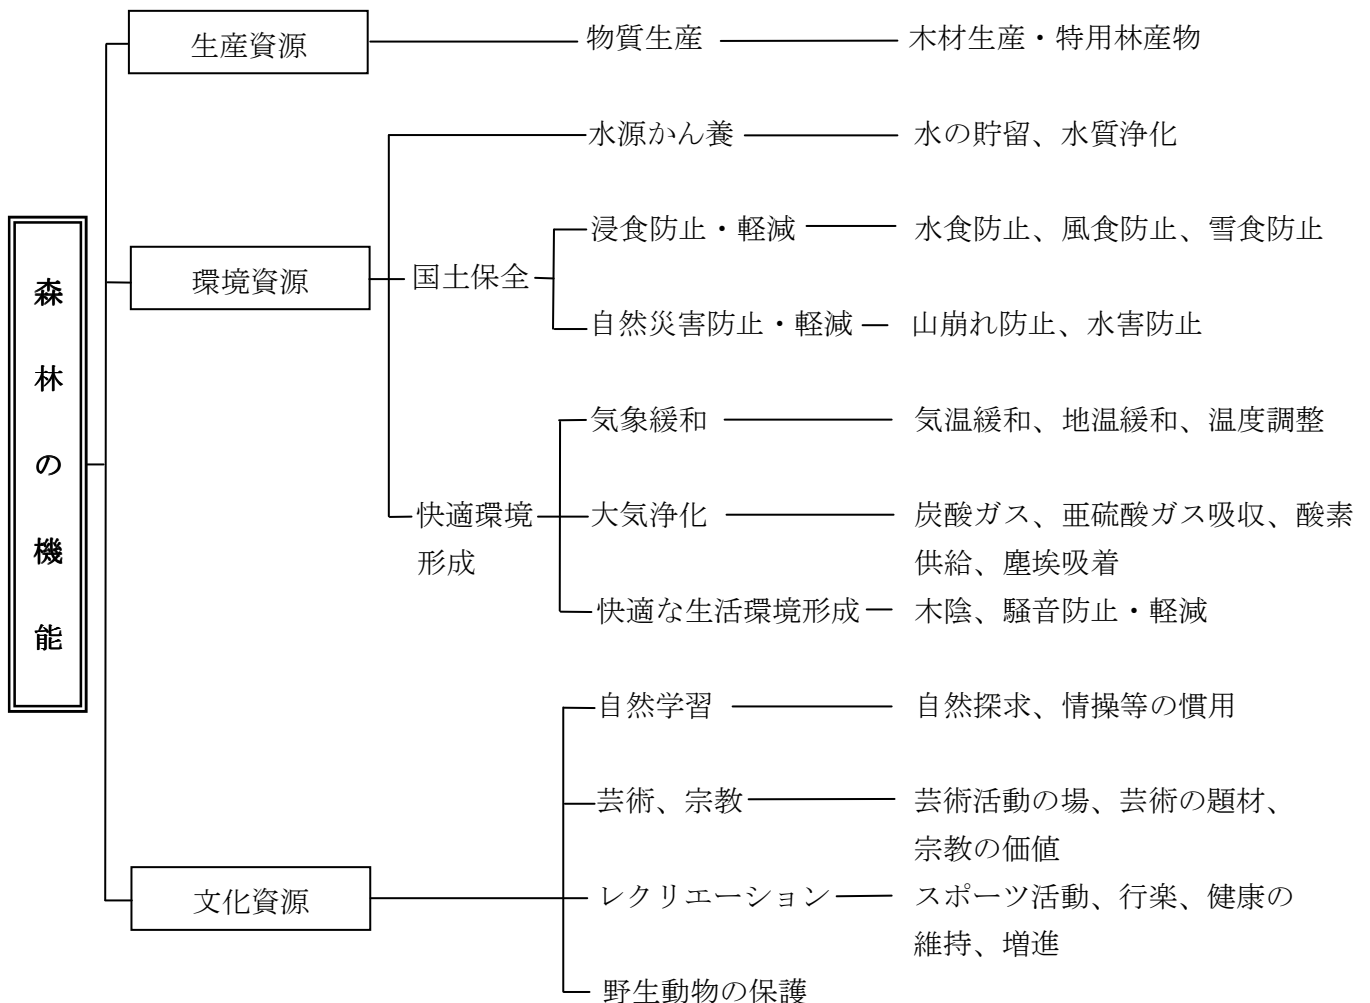 森林の機能
生産資源
物質生産
木材生産・特用林産物
環境資源
水源かん養
水の貯留、水質浄化
国土保全
浸食防止・軽減
水食防止、風食防止、雪食防止
自然災害防止・軽減
山崩れ防止、水害防止
快適環境
形成
気象緩和
気温緩和、地温緩和、温度調整
大気浄化
炭酸ガス、亜硫酸ガス吸収、酸素
供給、塵埃吸着
快適な生活環境形成
木陰、騒音防止・軽減
文化資源
自然学習
自然探求、情操等の慣用
芸術、宗教
芸術活動の場、芸術の題材、
宗教の価値
レクリエーション
スポーツ活動、行楽、健康の
維持、増進
野生動物の保護